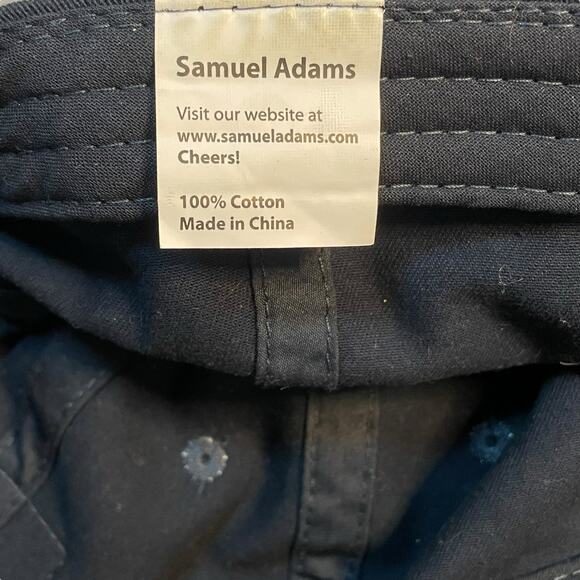 Samuel Adams
Visit our website at
www.samueladams.com
Cheers!
100% Cotton
Made in China